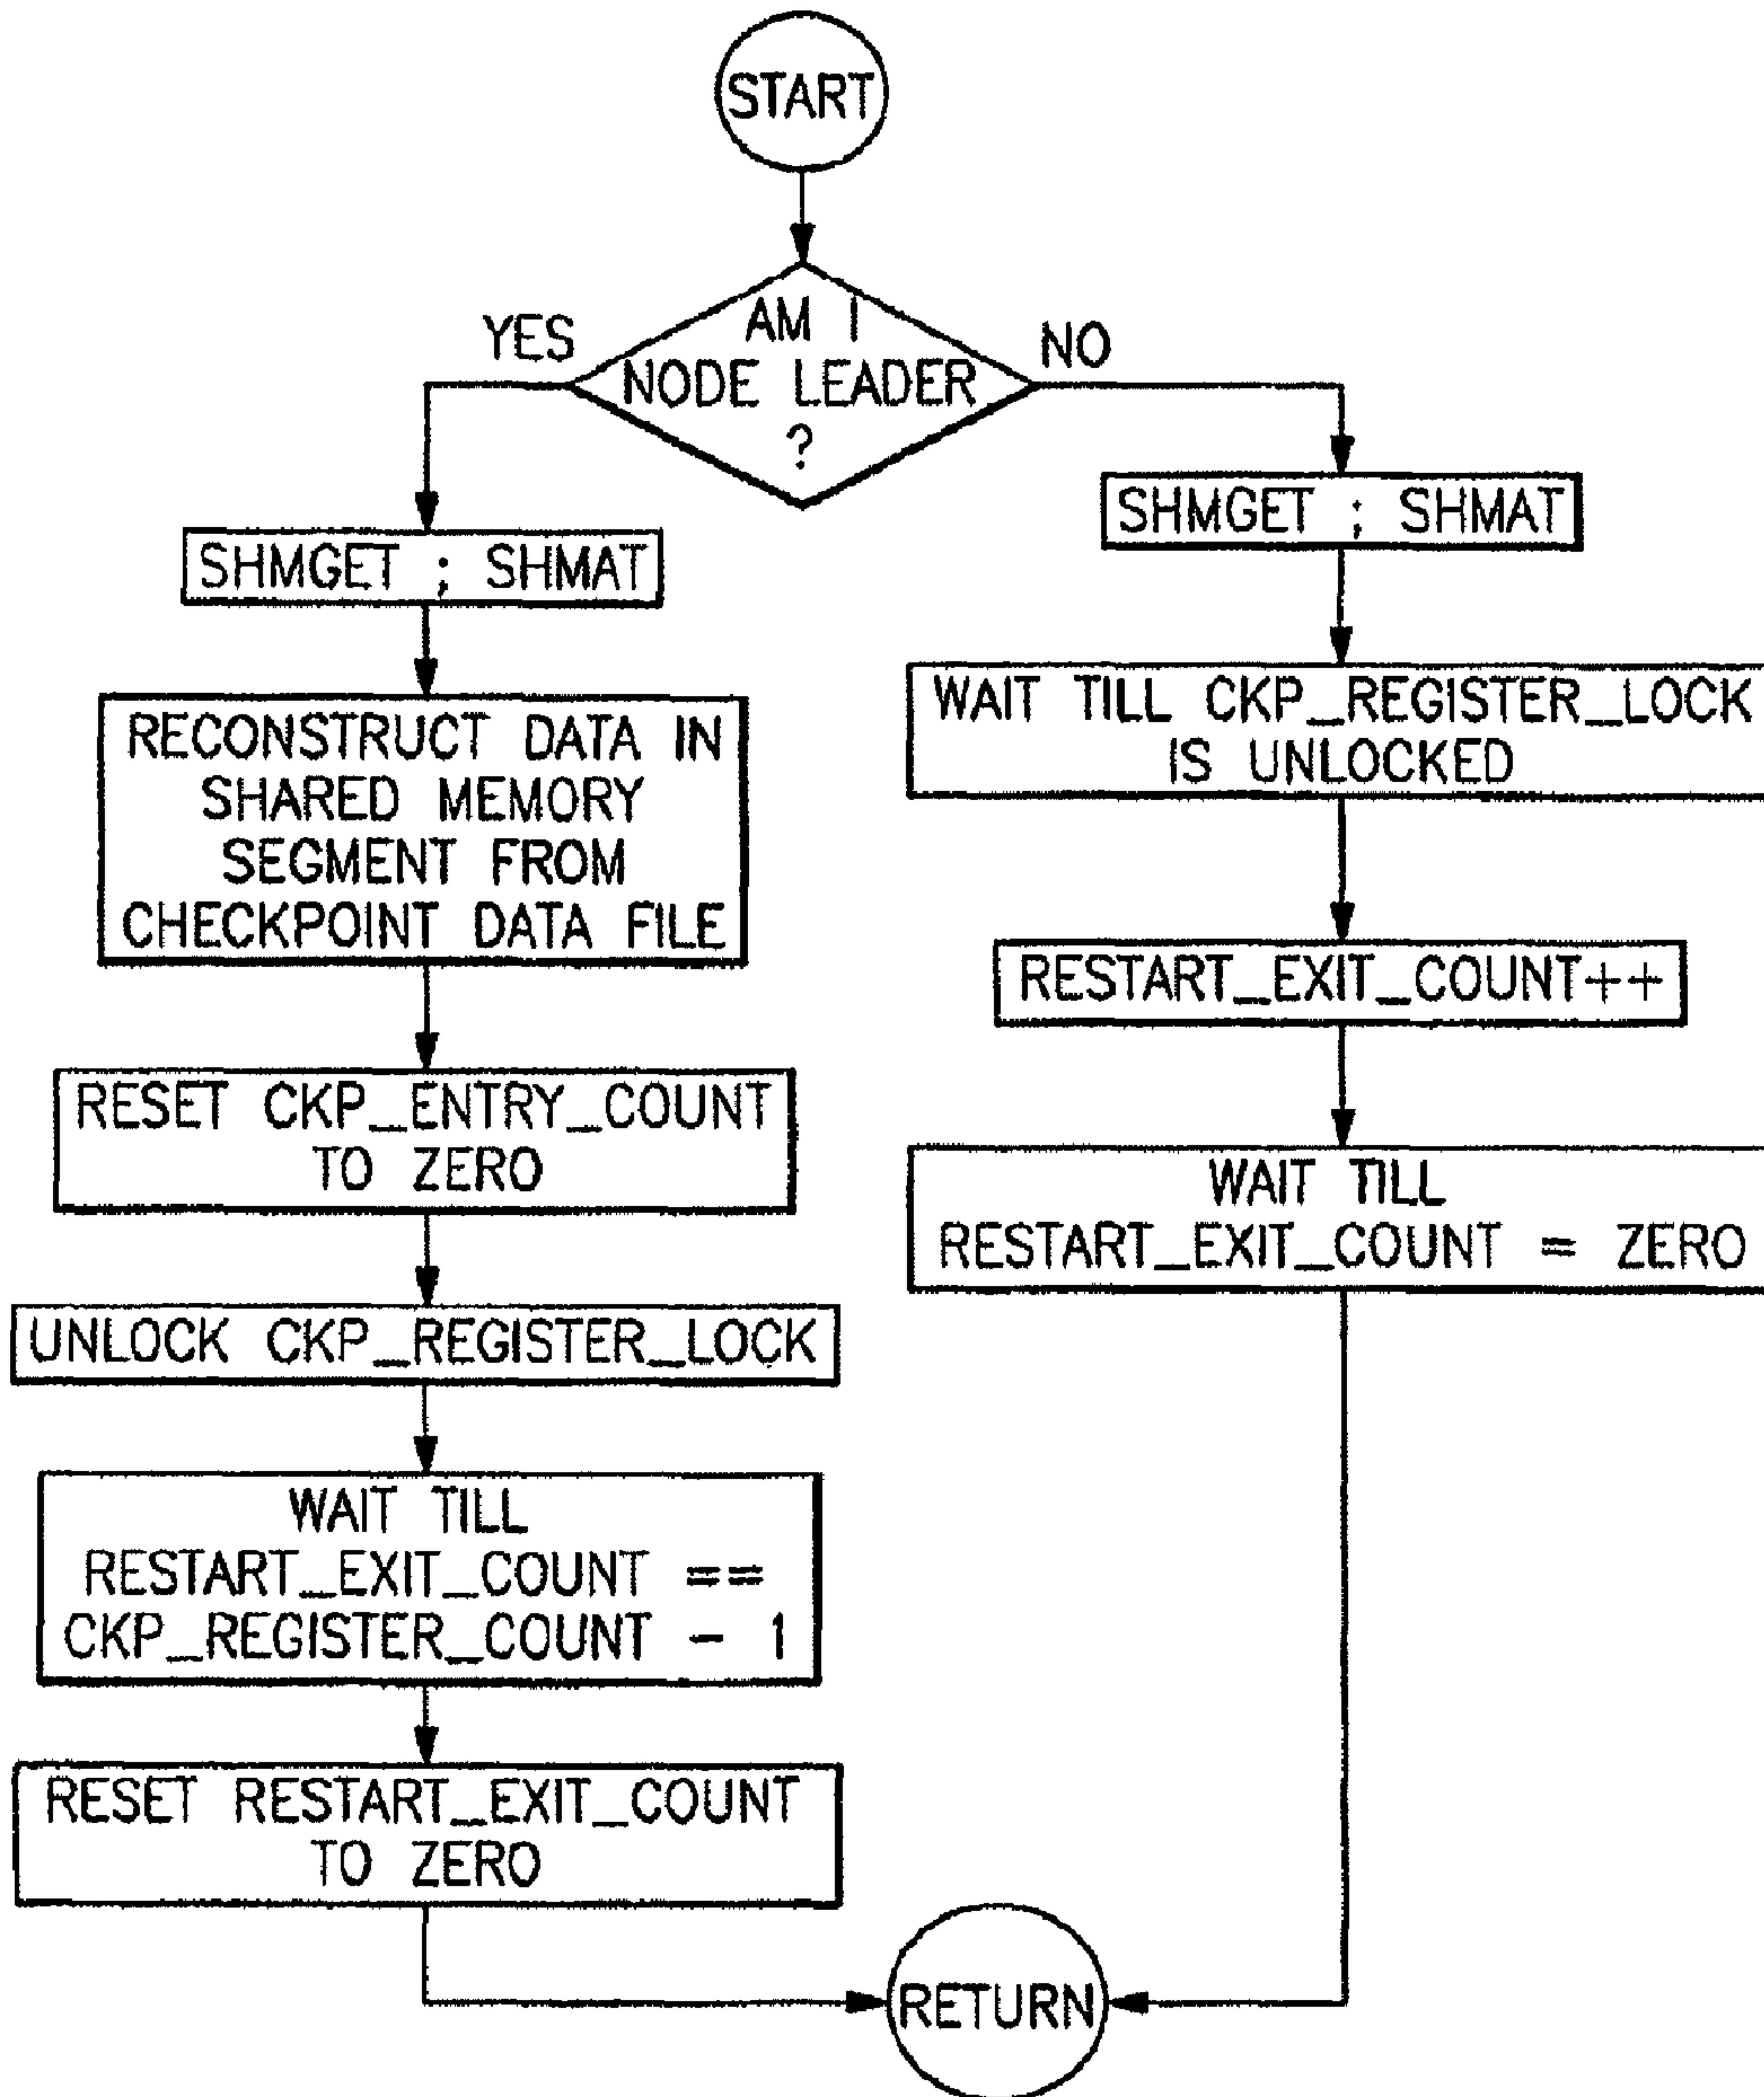 START
AM I
NODE LEADER
?
YES
NO
SHMGET ; SHMAT
RECONSTRUCT DATA IN
SHARED MEMORY
SEGMENT FROM
CHECKPOINT DATA FILE
RESET CKP_ENTRY_COUNT
TO ZERO
UNLOCK CKP_REGISTER_LOCK
WAIT TILL
RESTART_EXIT_COUNT ==
CKP_REGISTER_COUNT - 1
RESET RESTART_EXIT_COUNT
TO ZERO
SHMGET ; SHMAT
WAIT TILL CKP_REGISTER_LOCK
IS UNLOCKED
RESTART_EXIT_COUNT++
WAIT TILL
RESTART_EXIT_COUNT = ZERO
RETURN